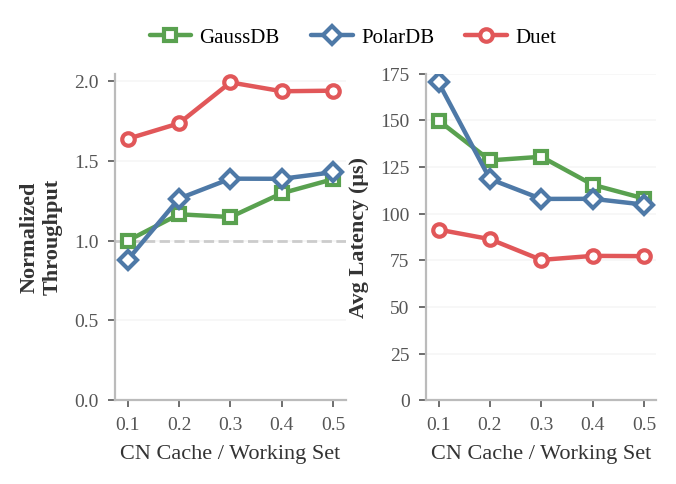 GaussDB PolarDB Duet
Normalized
Throughput
2.0
1.5
1.0
0.5
0.0
0.1 0.2 0.3 0.4 0.5
CN Cache / Working Set
Avg Latency (μs)
175
150
125
100
75
50
25
0
0.1 0.2 0.3 0.4 0.5
CN Cache / Working Set